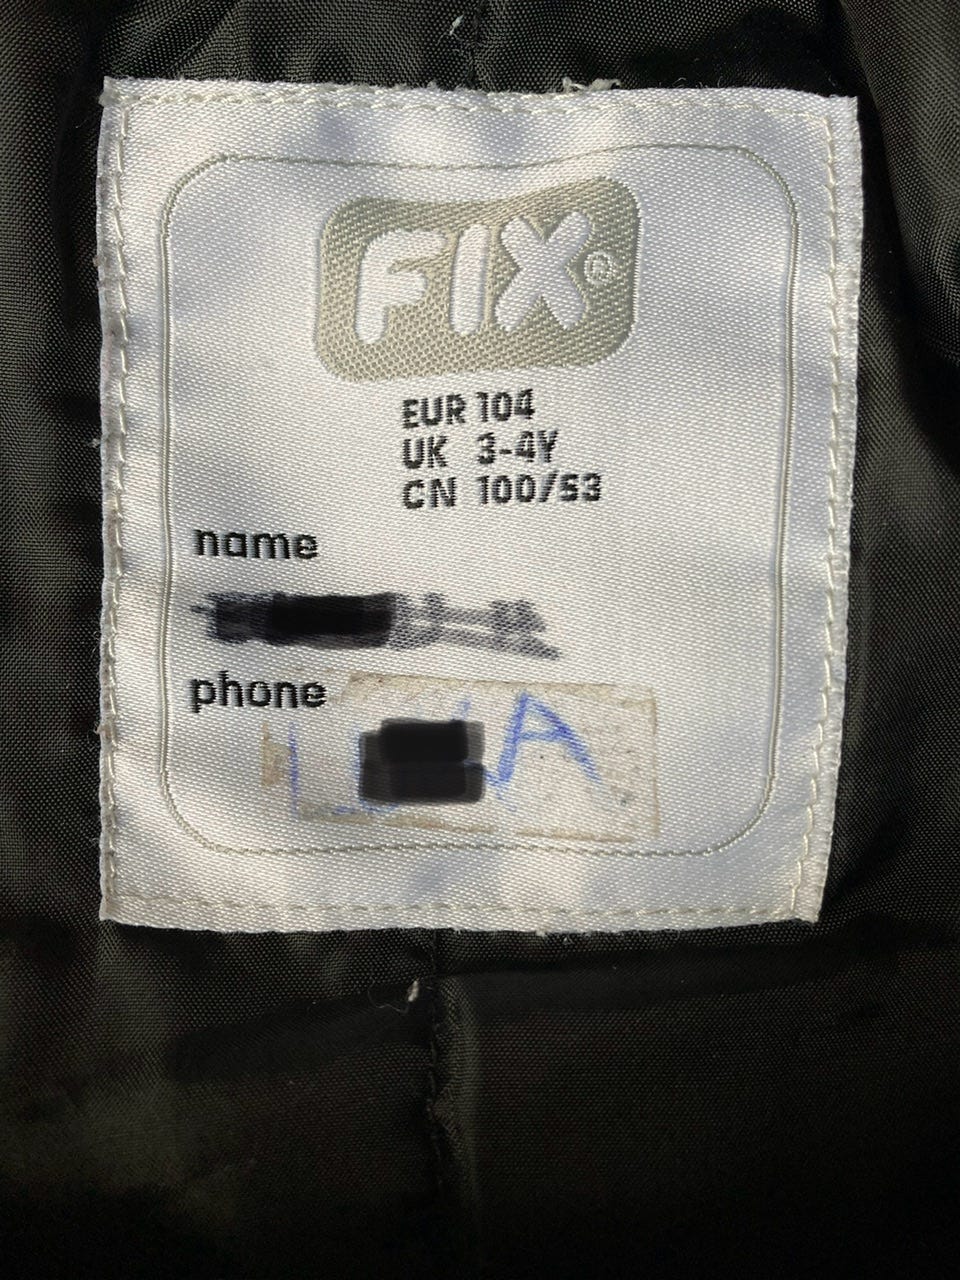 FIX®
EUR 104
UK 3-4Y
CN 100/53
name
phone